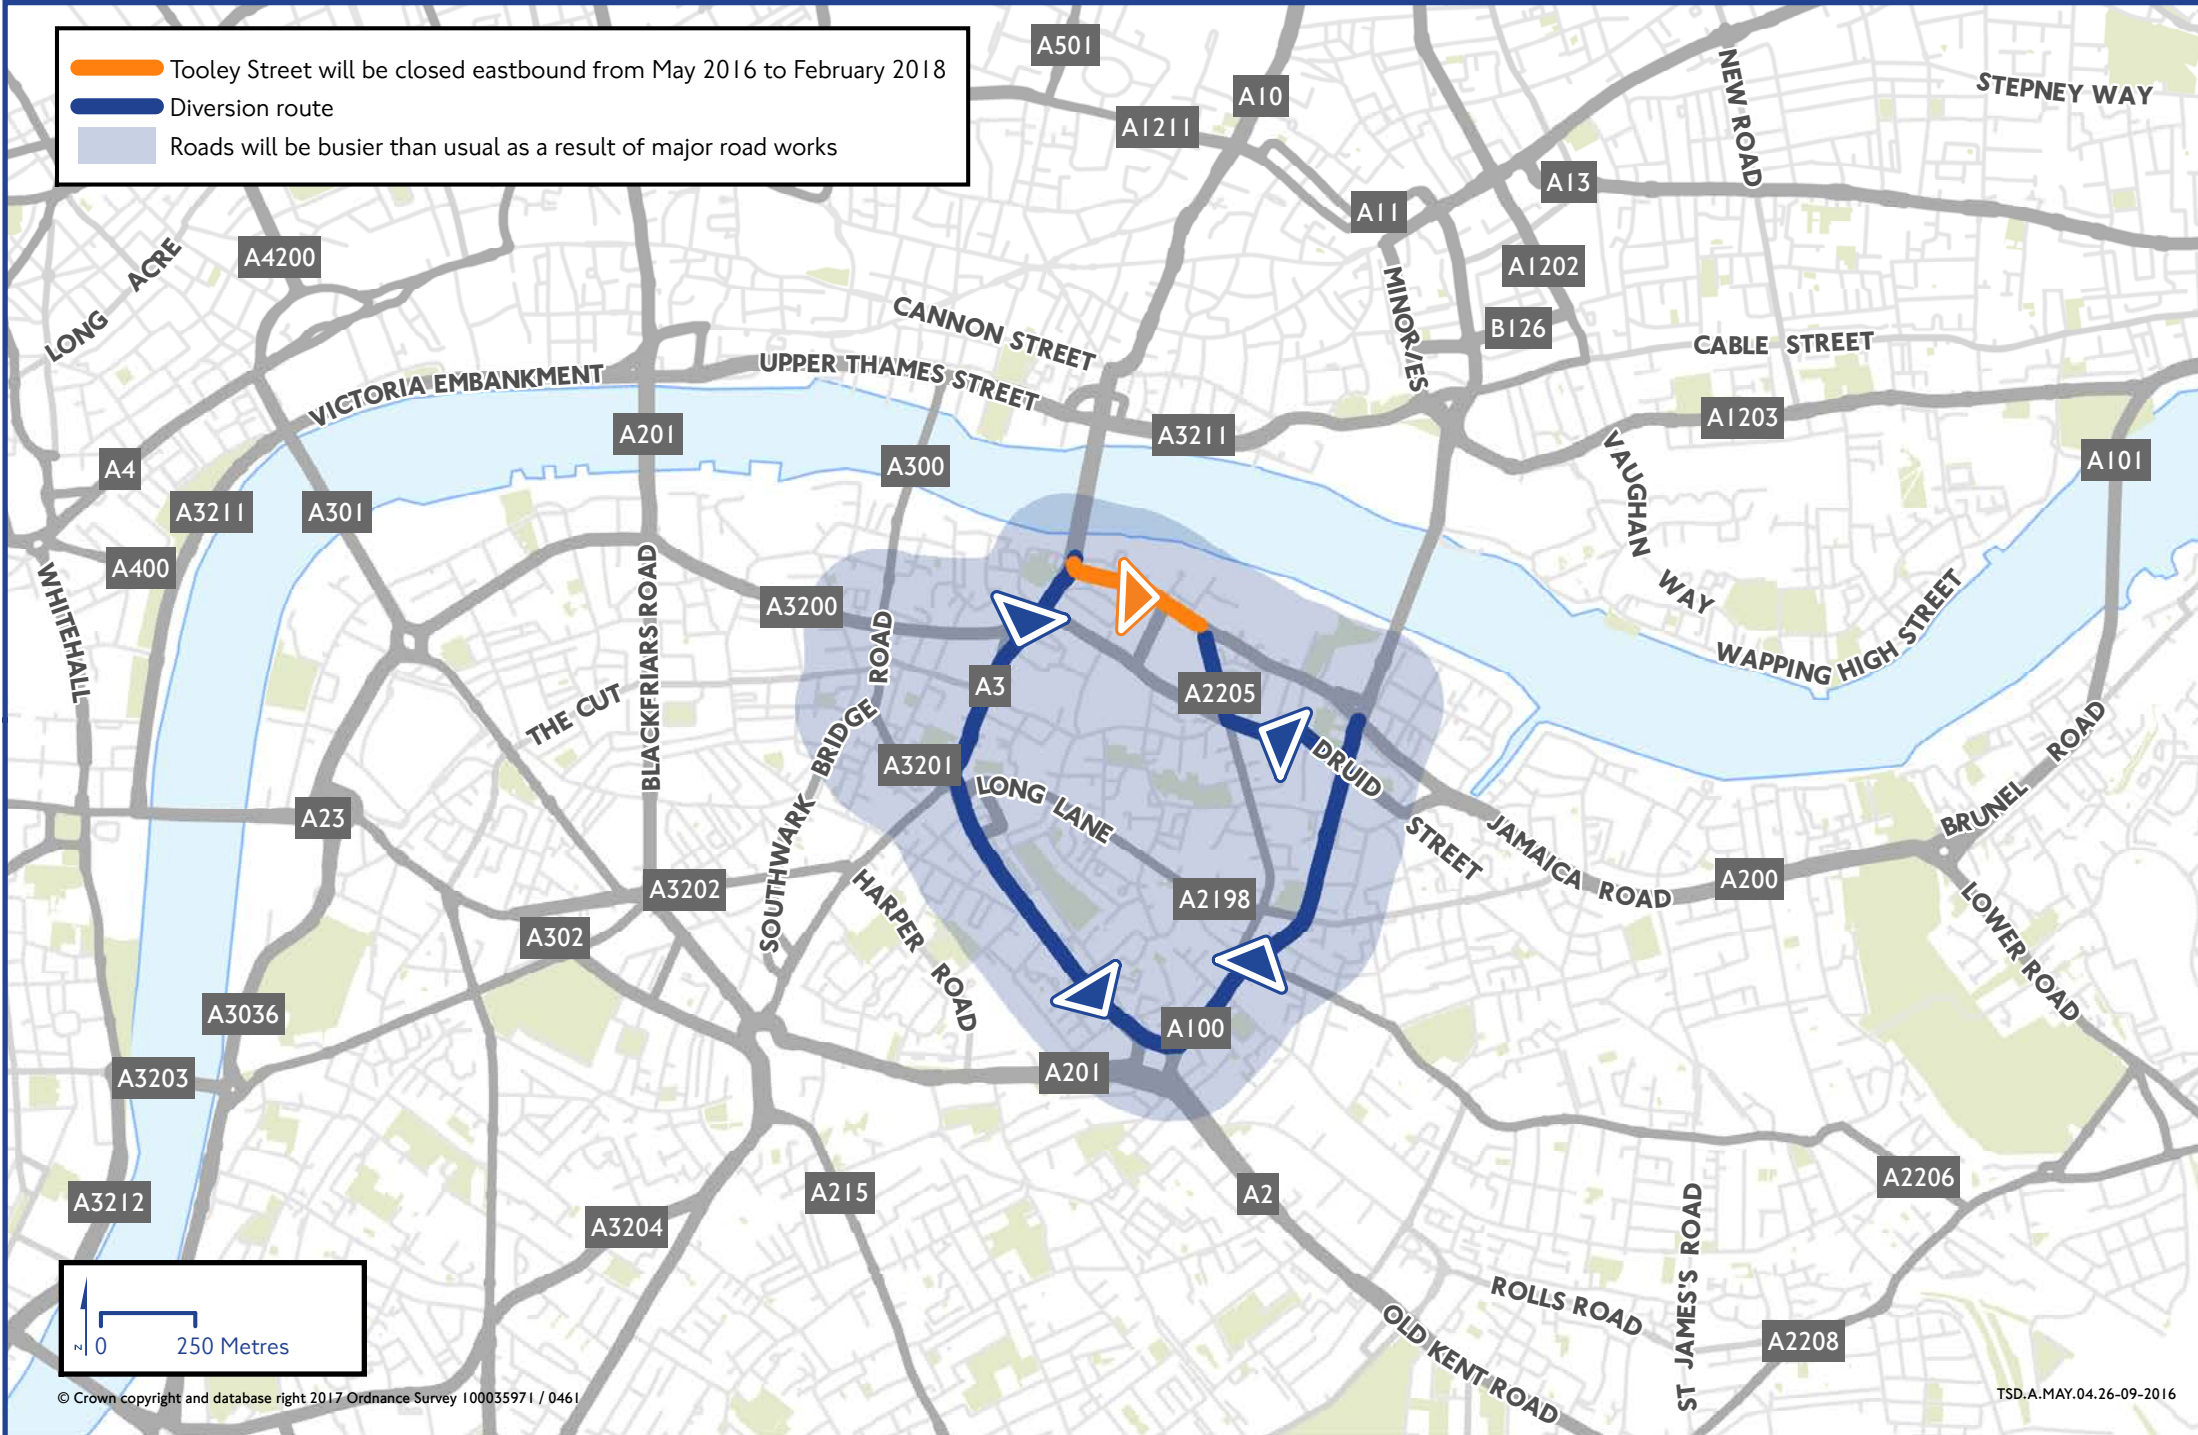 Tooley Street will be closed eastbound from May 2016 to February 2018
Diversion route
Roads will be busier than usual as a result of major road works
A501
A10
A1211
NEW ROAD
STEPNEY WAY
A13
A11
A4200
LONG ACRE
A1202
MINORIES
B126
CANNON STREET
CABLE STREET
UPPER THAMES STREET
VICTORIA EMBANKMENT
A201
A3211
A1203
A4
A300
VAUGHAN WAY
A101
A3211
A301
A400
WHITEHALL
BLACKFRIARS ROAD
A3200
WAPPING HIGH STREET
SOUTHWARK BRIDGE ROAD
THE CUT
A3
A2205
DRUID STREET
A3201
LONG LANE
BRUNEL ROAD
A23
JAMAICA ROAD
A200
A3202
HARPER ROAD
A2198
LOWER ROAD
A302
A3036
A100
A3203
A201
A3212
A215
A2
A2206
A3204
ST JAMES'S ROAD
ROLLS ROAD
OLD KENT ROAD
A2208
N
0 250 Metres
© Crown copyright and database right 2017 Ordnance Survey 100035971 / 0461
TSD.A.MAY.04.26-09-2016